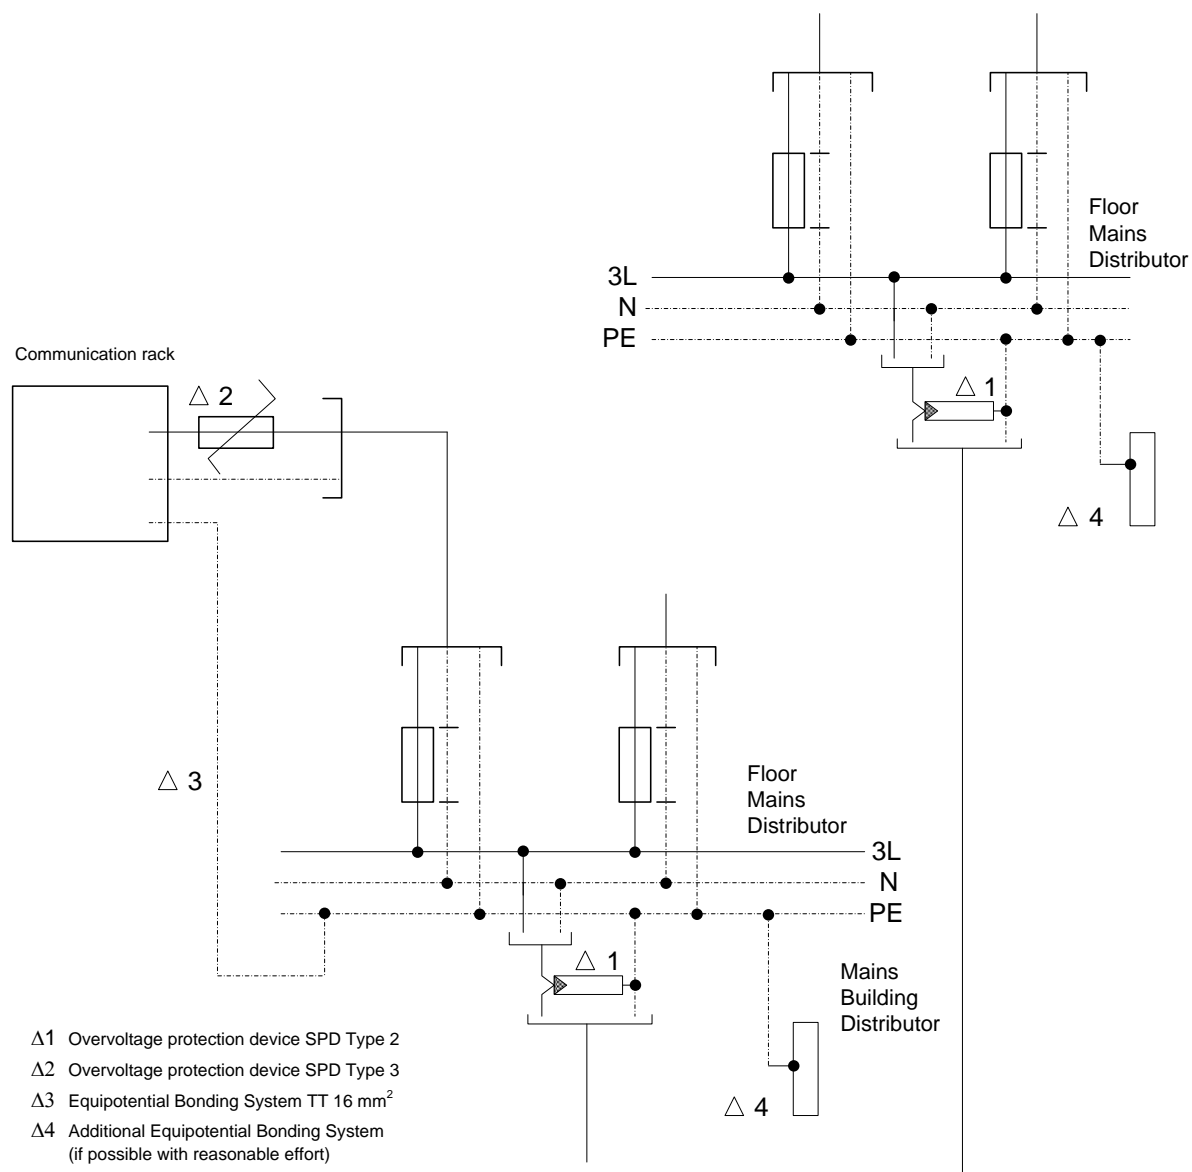 Floor
Mains
Distributor
3L
N
PE
Communication rack
△ 2
△ 1
△ 4
△ 3
Floor
Mains
Distributor
3L
N
PE
△ 1
Mains
Building
Distributor
△ 4
Δ1 Overvoltage protection device SPD Type 2
Δ2 Overvoltage protection device SPD Type 3
Δ3 Equipotential Bonding System TT 16 mm²
Δ4 Additional Equipotential Bonding System
(if possible with reasonable effort)